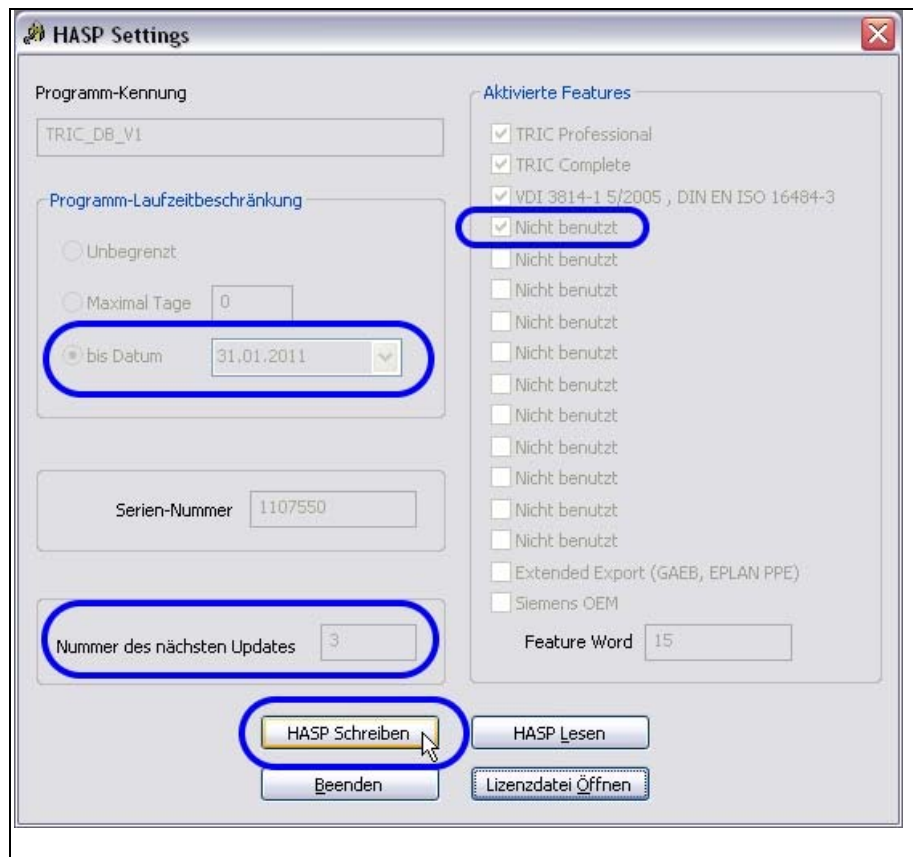 HASP Settings
Programm-Kennung
TRIC_DB_V1
Programm-Laufzeitbeschränkung
Unbegrenzt
Maximal Tage 0
bis Datum 31.01.2011
Serien-Nummer 1107550
Nummer des nächsten Updates 3
Aktivierte Features
TRIC Professional
TRIC Complete
VDI 3814-1 5/2005 , DIN EN ISO 16484-3
Nicht benutzt
Nicht benutzt
Nicht benutzt
Nicht benutzt
Nicht benutzt
Nicht benutzt
Nicht benutzt
Nicht benutzt
Nicht benutzt
Nicht benutzt
Nicht benutzt
Extended Export (GAEB, EPLAN PPE)
Siemens OEM
Feature Word 15
HASP Schreiben
HASP Lesen
Beenden
Lizenzdatei Öffnen